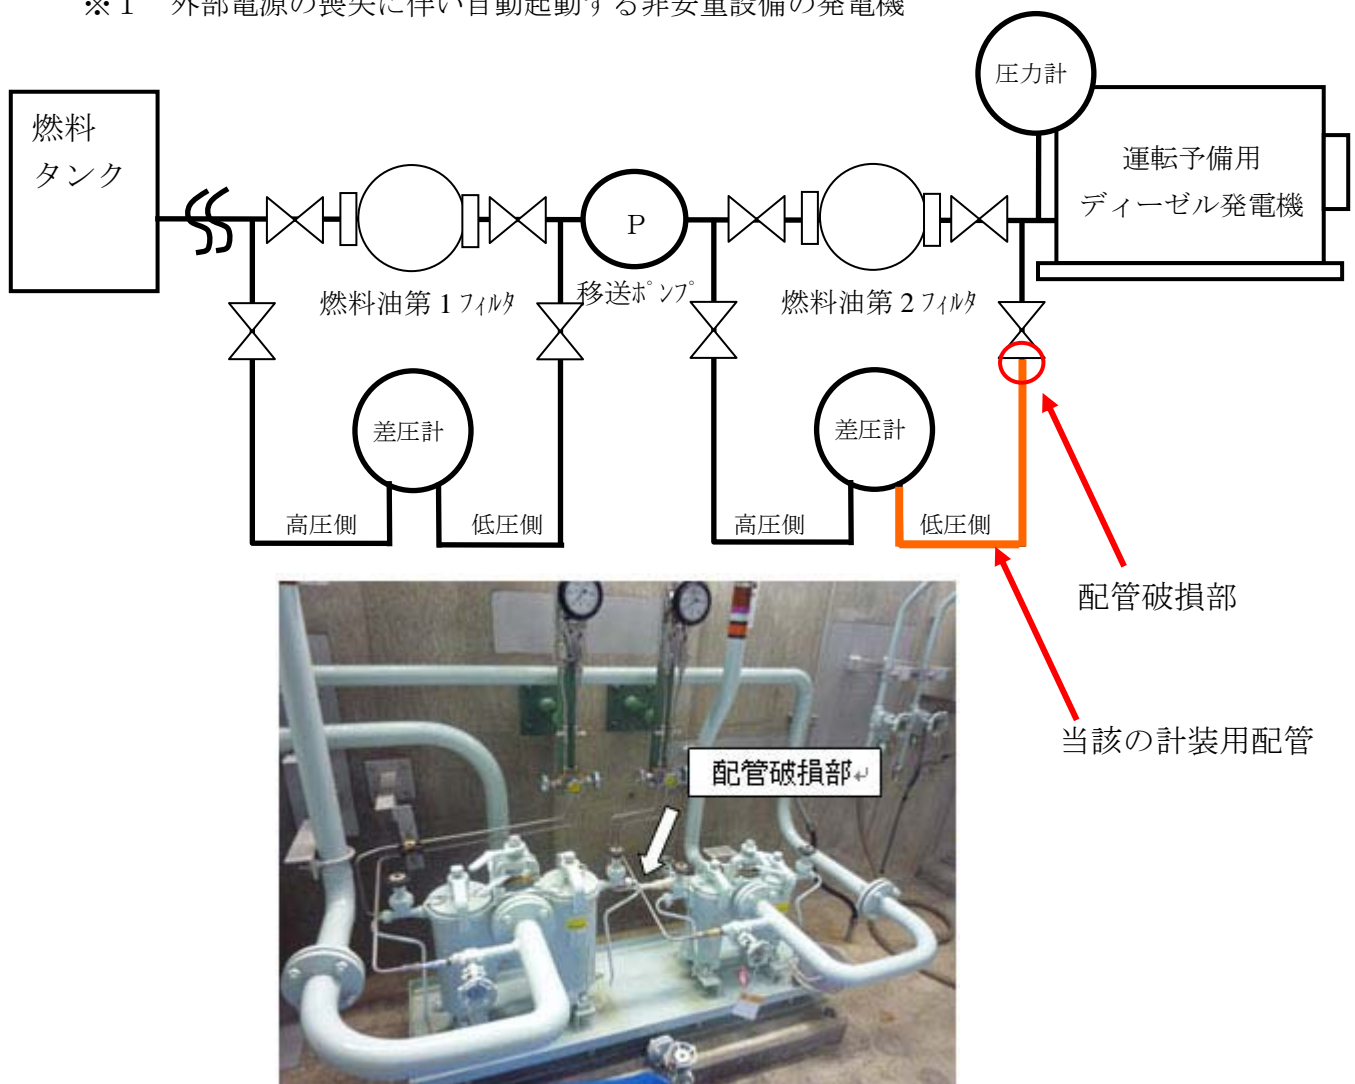 ※１　外部電源の喪失に伴い自動起動する非安重設備の発電機
圧力計
燃料
タンク
運転予備用
ディーゼル発電機
P
燃料油第１ﾌｨﾙﾀ
移送ﾎﾟﾝﾌﾟ
燃料油第２ﾌｨﾙﾀ
差圧計
差圧計
高圧側
低圧側
高圧側
低圧側
配管破損部
当該の計装用配管
配管破損部↵